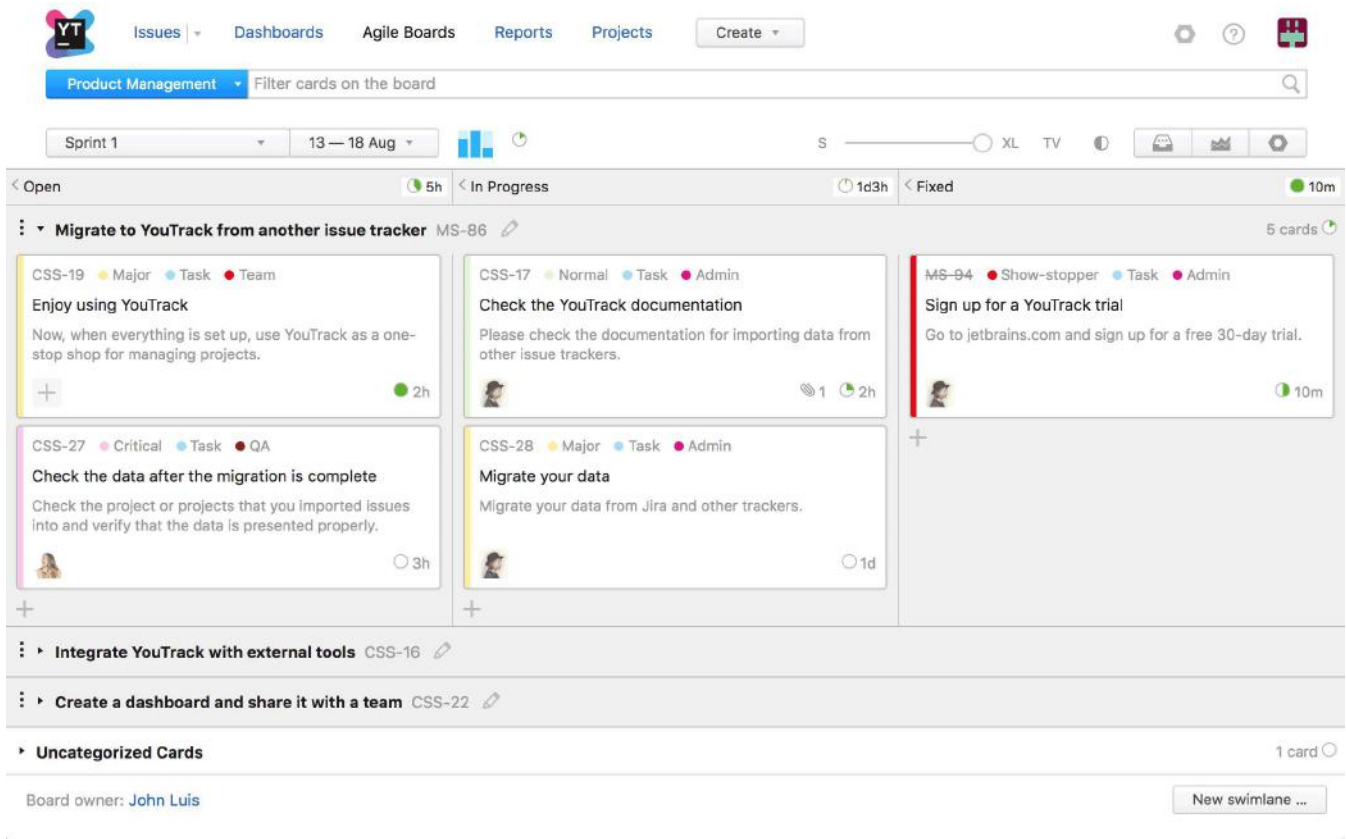 YT
Issues Dashboards Agile Boards Reports Projects Create
Product Management Filter cards on the board
Sprint 1 13 — 18 Aug S XL TV
Open 5h In Progress 1d3h Fixed 10m
Migrate to YouTrack from another issue tracker MS-86 5 cards
CSS-19 Major Task Team
Enjoy using YouTrack
Now, when everything is set up, use YouTrack as a one-
stop shop for managing projects.
2h
CSS-27 Critical Task QA
Check the data after the migration is complete
Check the project or projects that you imported issues
into and verify that the data is presented properly.
3h
CSS-17 Normal Task Admin
Check the YouTrack documentation
Please check the documentation for importing data from
other issue trackers.
1 2h
CSS-28 Major Task Admin
Migrate your data
Migrate your data from Jira and other trackers.
1d
MS-94 Show-stopper Task Admin
Sign up for a YouTrack trial
Go to jetbrains.com and sign up for a free 30-day trial.
10m
Integrate YouTrack with external tools CSS-16
Create a dashboard and share it with a team CSS-22
Uncategorized Cards 1 card
Board owner: John Luis New swimlane ...